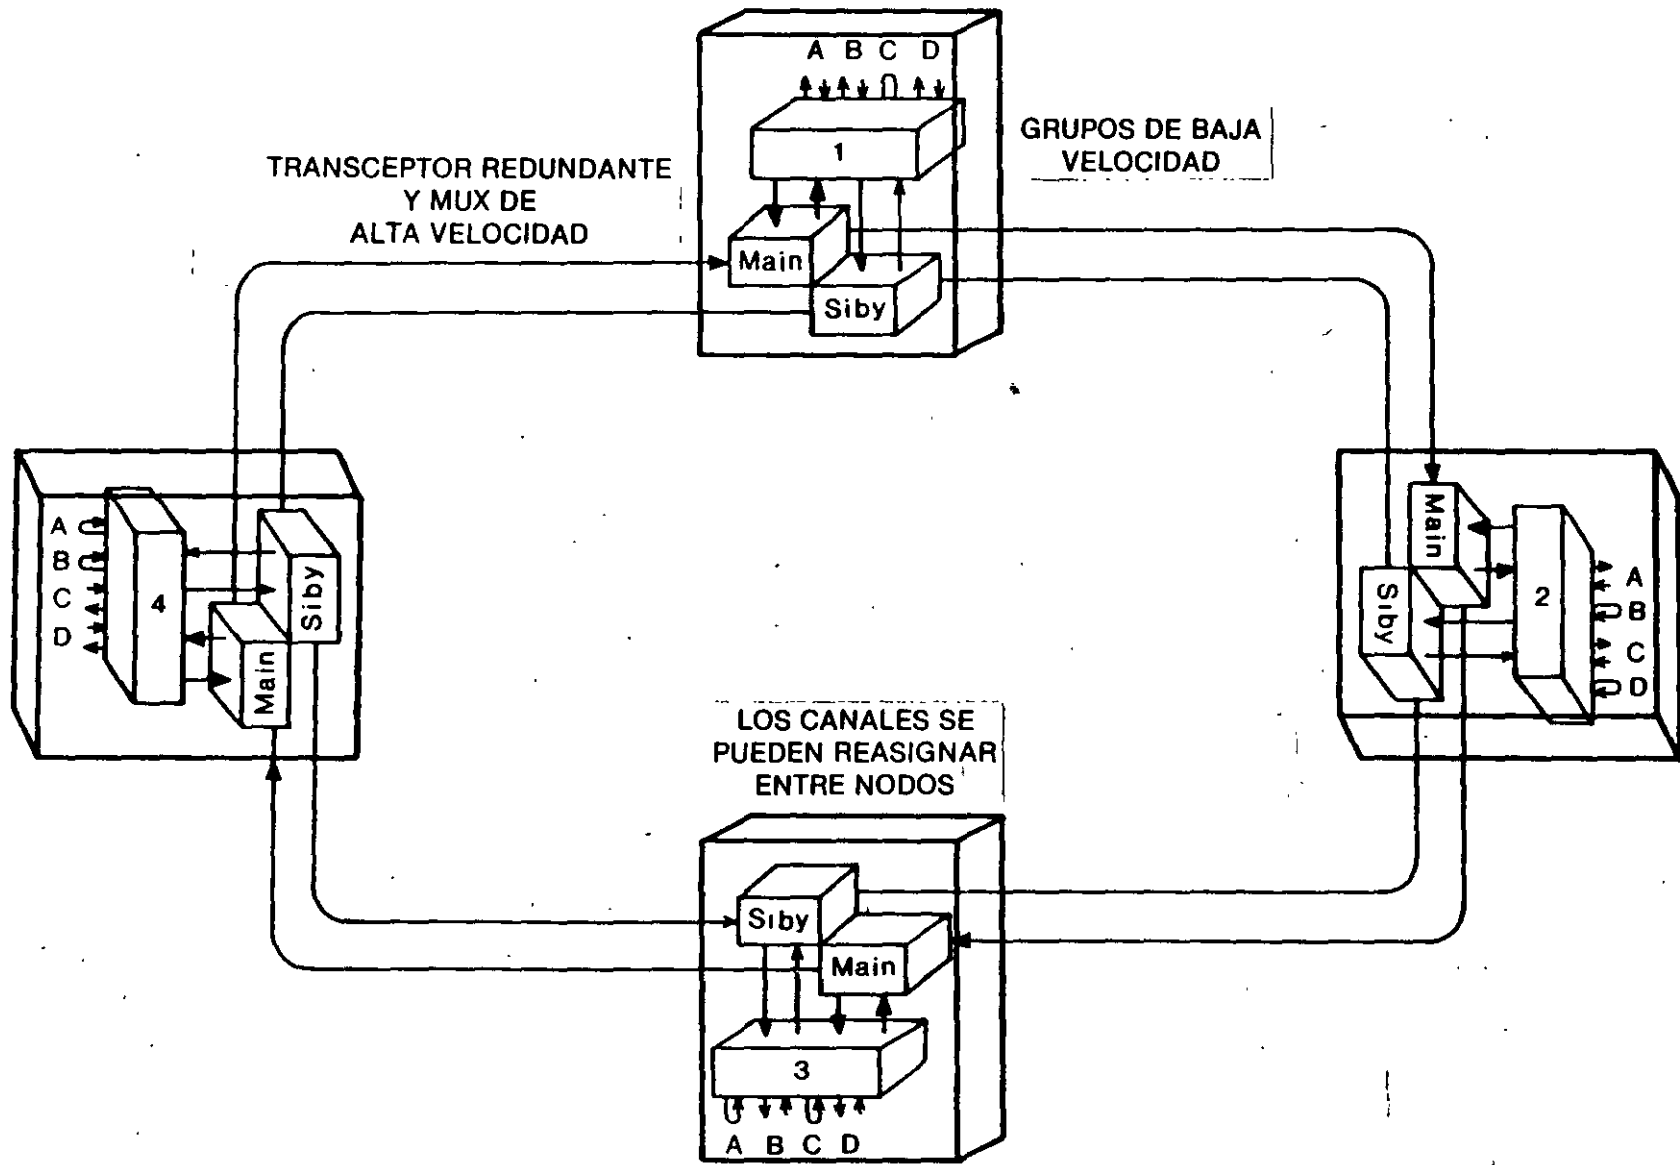 A B C D
1
GRUPOS DE BAJA
VELOCIDAD
TRANSCEPTOR REDUNDANTE
Y MUX DE
ALTA VELOCIDAD
Main
Siby
A
B
C
D
4
Siby
Main
Main
Siby
2
A
B
C
D
LOS CANALES SE
PUEDEN REASIGNAR
ENTRE NODOS
Siby
Main
3
A B C D